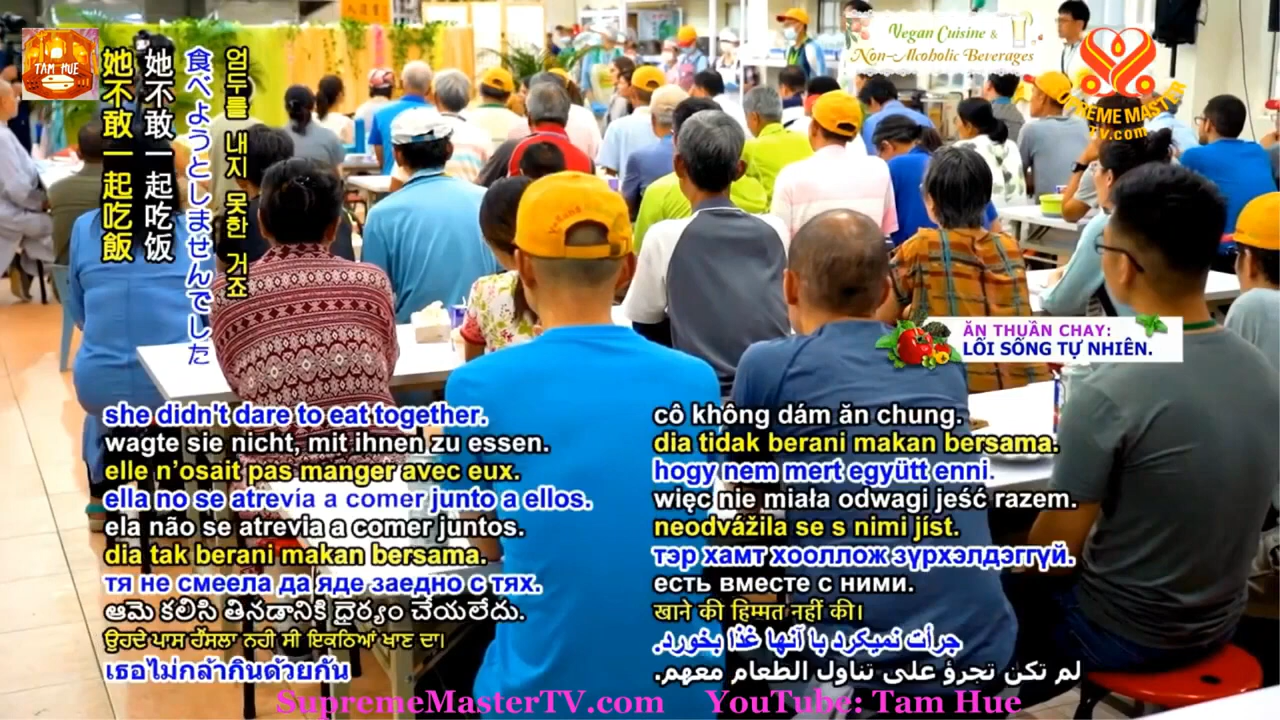 TAM HUE
Vegan Cuisine &
Non-Alcoholic Beverages
SUPREME MASTER
TV.com
엄두를 내지 못한 거죠
食べようとしませんでした
她不敢一起吃饭
她不敢一起吃飯
ĂN THUẦN CHAY:
LỐI SỐNG TỰ NHIÊN.
she didn't dare to eat together.
wagte sie nicht, mit ihnen zu essen.
elle n'osait pas manger avec eux.
ella no se atrevía a comer junto a ellos.
ela não se atrevia a comer juntos.
dia tak berani makan bersama.
тя не смеела да яде заедно с тях.
ఆమె కలిసి తినడానికి ధైర్యం చేయలేదు.
ਉਹਦੇ ਪਾਸ ਹੌਂਸਲਾ ਨਹੀ ਸੀ ਇਕਠਿਆਂ ਖਾਣ ਦਾ।
เธอไม่กล้ากินด้วยกัน
cô không dám ăn chung.
dia tidak berani makan bersama.
hogy nem mert együtt enni.
więc nie miała odwagi jeść razem.
neodvážila se s nimi jíst.
тэр хамт хооллож зүрхэлдэггүй.
есть вместе с ними.
खाने की हिम्मत नहीं की।
جرأت نمیکرد با آنها غذا بخورد.
لم تكن تجرؤ على تناول الطعام معهم.
SupremeMasterTV.com YouTube: Tam Hue